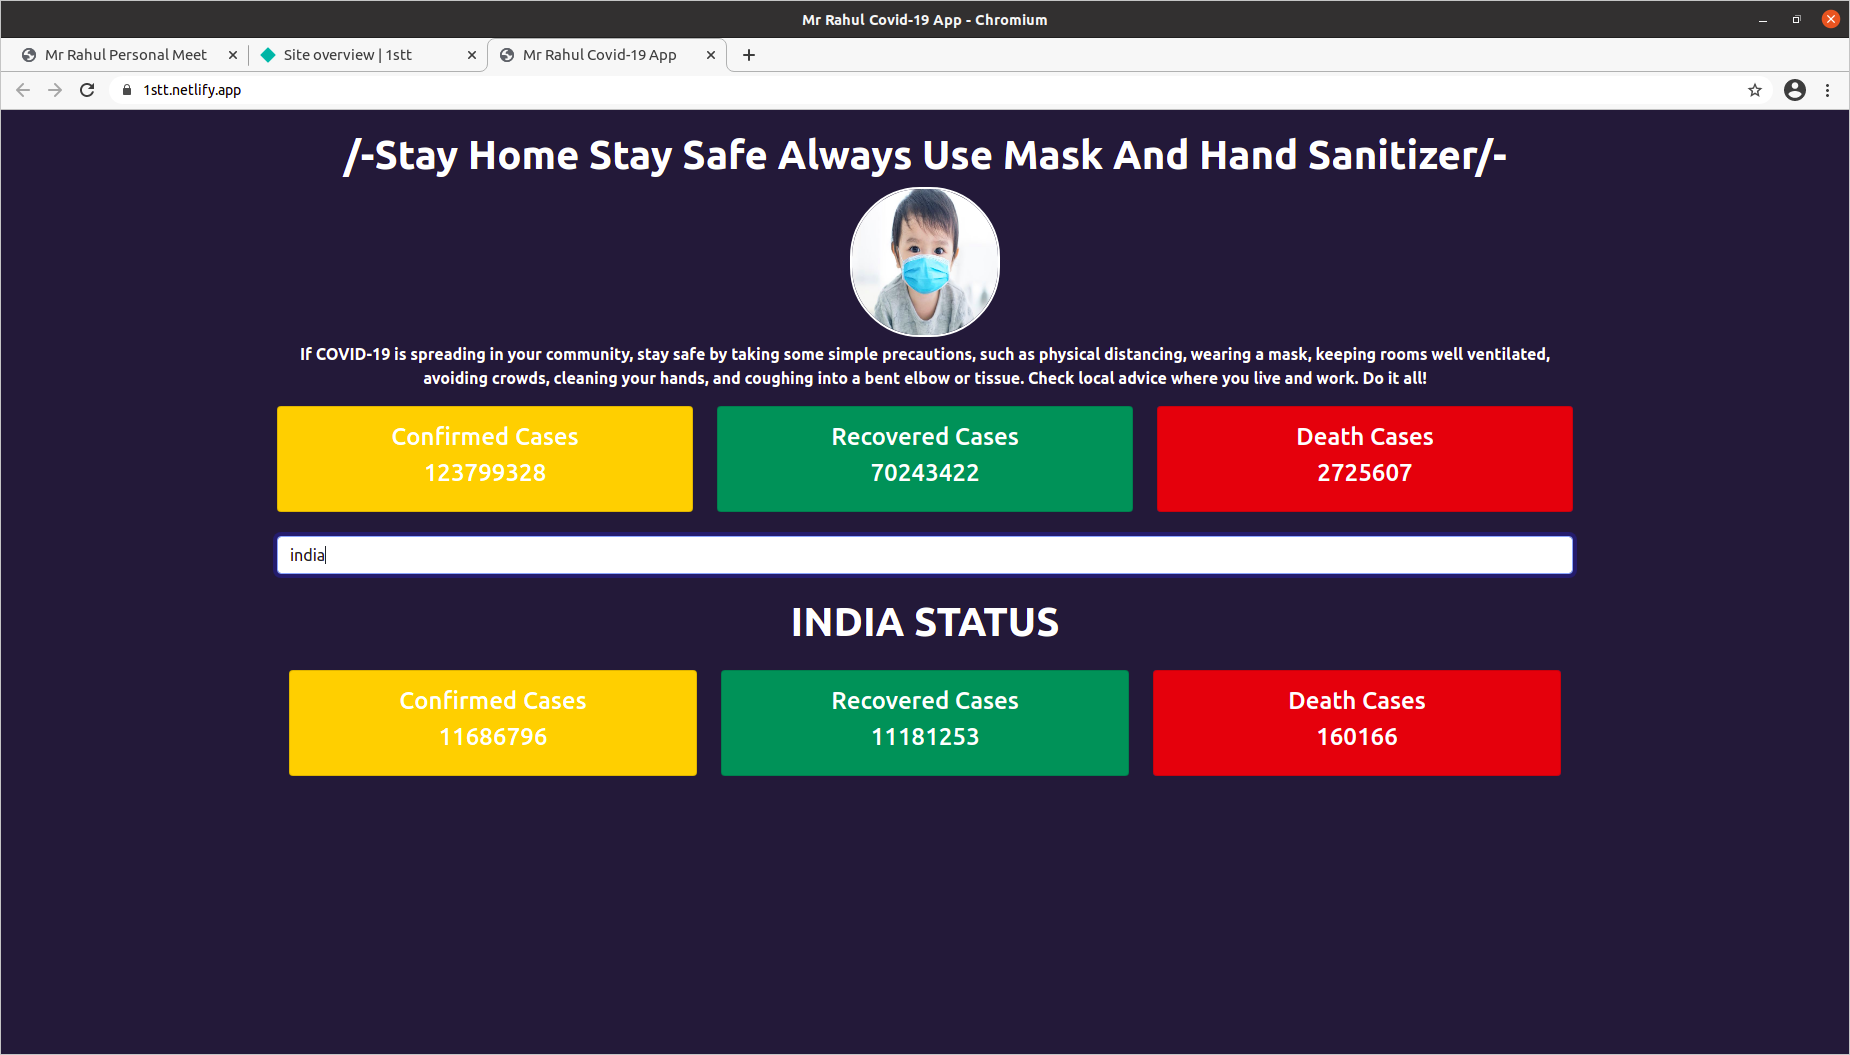 Mr Rahul Covid-19 App - Chromium
Mr Rahul Personal Meet
Site overview | 1stt
Mr Rahul Covid-19 App
1stt.netlify.app
/-Stay Home Stay Safe Always Use Mask And Hand Sanitizer/-
If COVID-19 is spreading in your community, stay safe by taking some simple precautions, such as physical distancing, wearing a mask, keeping rooms well ventilated,
avoiding crowds, cleaning your hands, and coughing into a bent elbow or tissue. Check local advice where you live and work. Do it all!
Confirmed Cases
123799328
Recovered Cases
70243422
Death Cases
2725607
india
INDIA STATUS
Confirmed Cases
11686796
Recovered Cases
11181253
Death Cases
160166